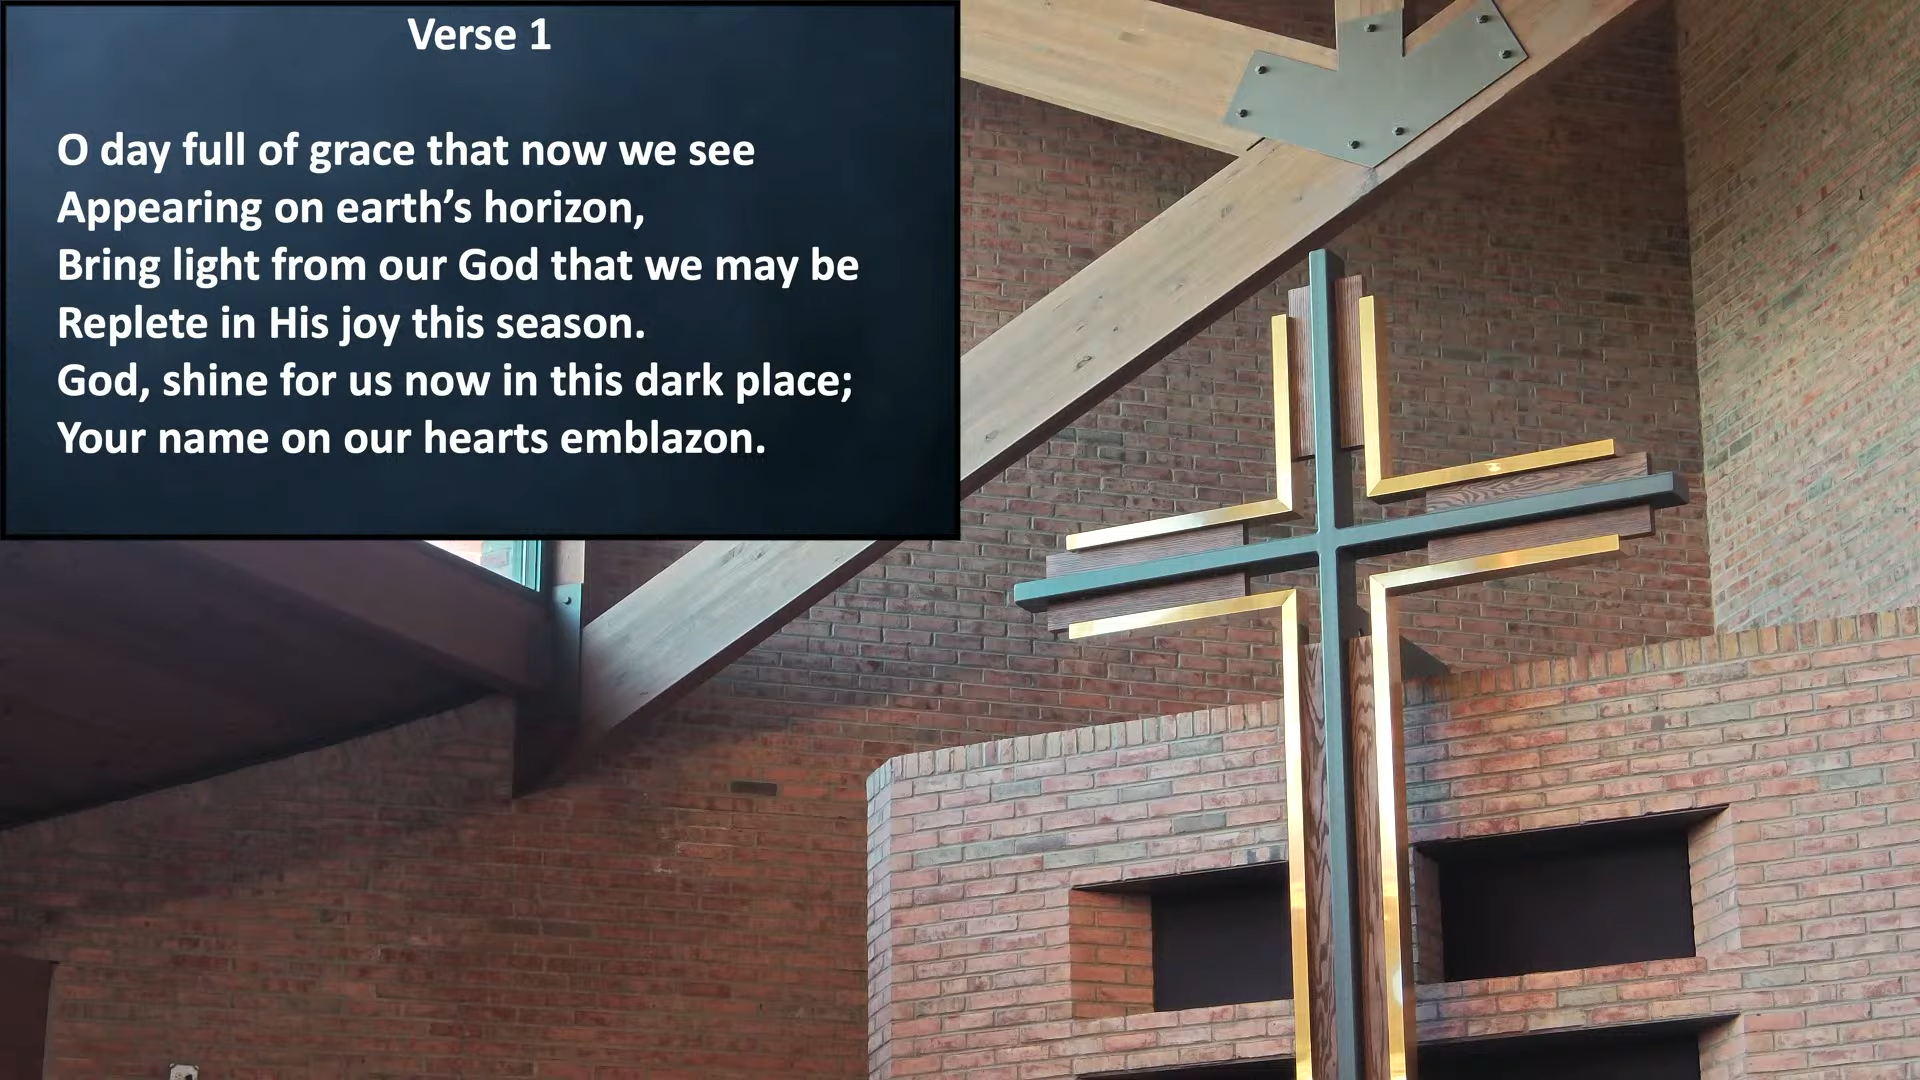 Verse 1
O day full of grace that now we see
Appearing on earth’s horizon,
Bring light from our God that we may be
Replete in His joy this season.
God, shine for us now in this dark place;
Your name on our hearts emblazon.